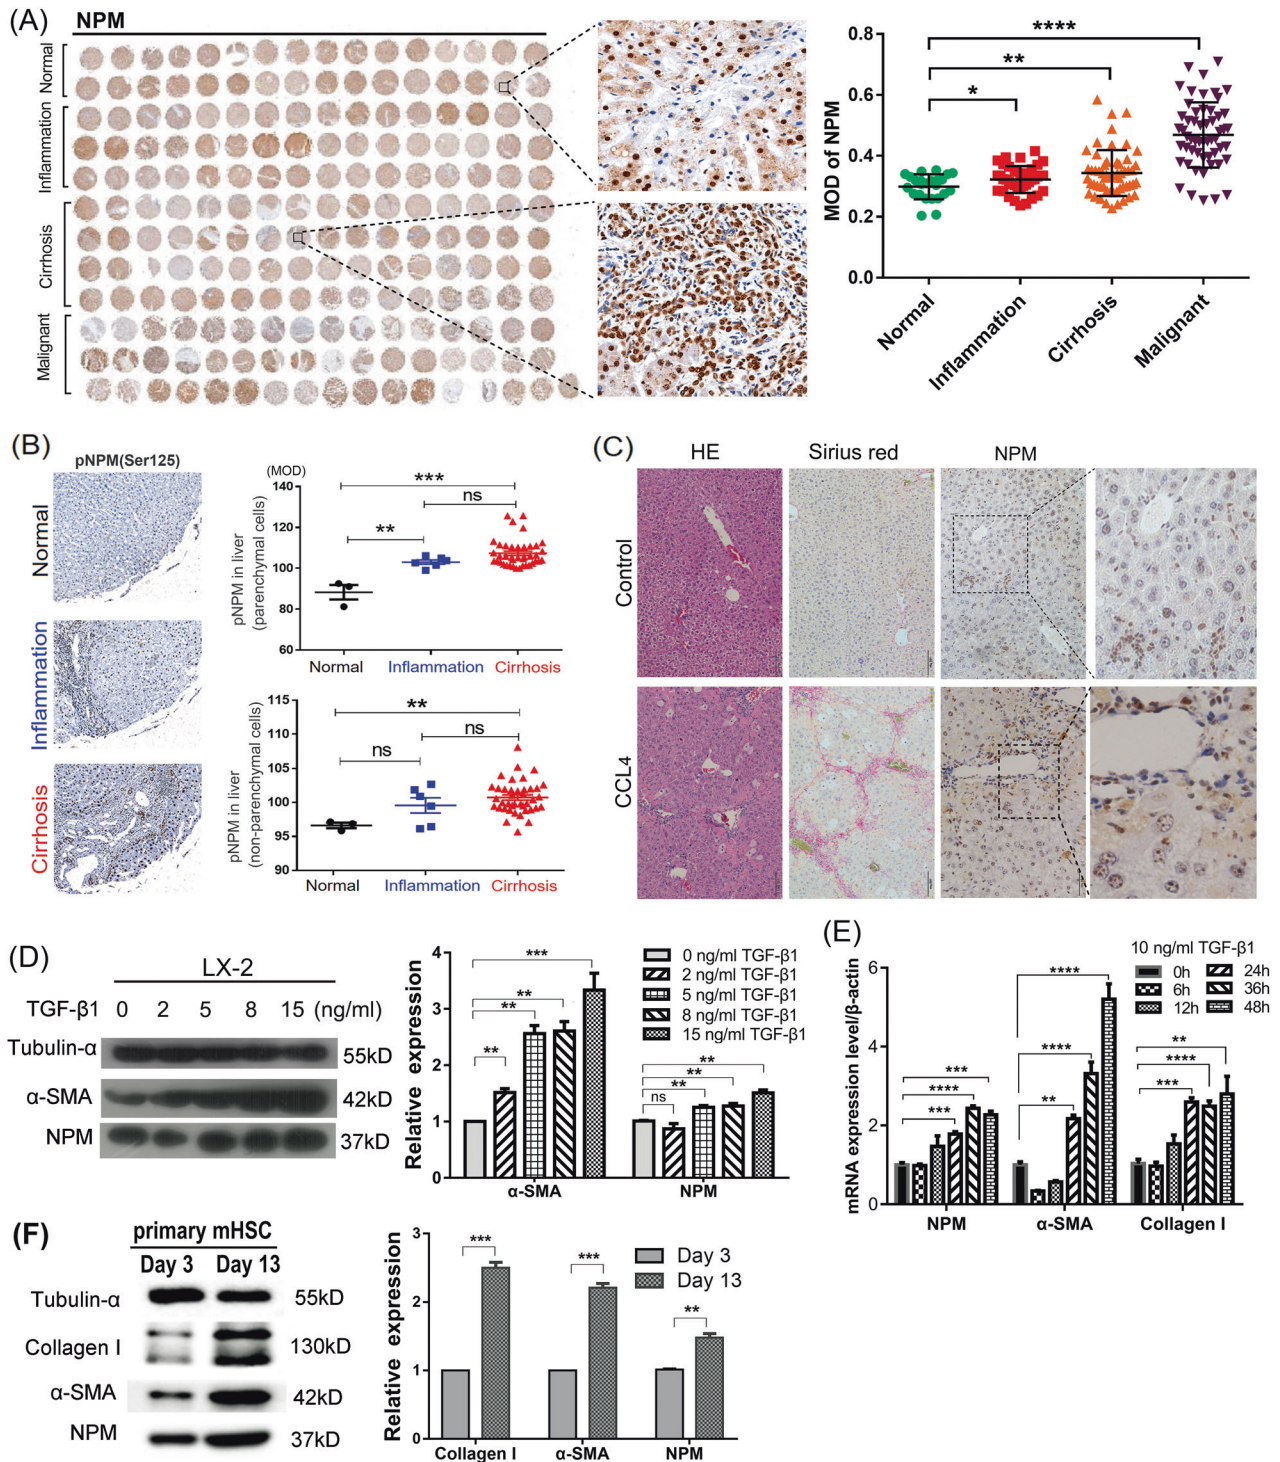 (A)
NPM
Normal
Inflammation
Cirrhosis
Malignant
MOD of NPM
0.8
0.6
0.4
0.2
0.0
****
**
*
Normal
Inflammation
Cirrhosis
Malignant
(B)
pNPM(Ser125)
Normal
Inflammation
Cirrhosis
(MOD)
pNPM in liver
(parenchymal cells)
140
120
100
80
60
***
ns
**
Normal
Inflammation
Cirrhosis
pNPM in liver
(non-parenchymal cells)
115
110
105
100
95
90
**
ns
ns
Normal
Inflammation
Cirrhosis
(C)
HE
Sirius red
NPM
Control
CCL4
(D)
LX-2
TGF-β1 0 2 5 8 15 (ng/ml)
Tubulin-α 55kD
α-SMA 42kD
NPM 37kD
Relative expression
4
3
2
1
0
***
**
**
**
**
**
**
ns
α-SMA
NPM
0 ng/ml TGF-β1
2 ng/ml TGF-β1
5 ng/ml TGF-β1
8 ng/ml TGF-β1
15 ng/ml TGF-β1
(E)
10 ng/ml TGF-β1
0h 24h
6h 36h
12h 48h
mRNA expression level/β-actin
6
4
2
0
***
****
***
****
****
**
**
****
***
NPM
α-SMA
Collagen I
(F)
primary mHSC
Day 3 Day 13
Tubulin-α 55kD
Collagen I 130kD
α-SMA 42kD
NPM 37kD
Relative expression
3
2
1
0
***
***
**
Day 3
Day 13
Collagen I
α-SMA
NPM